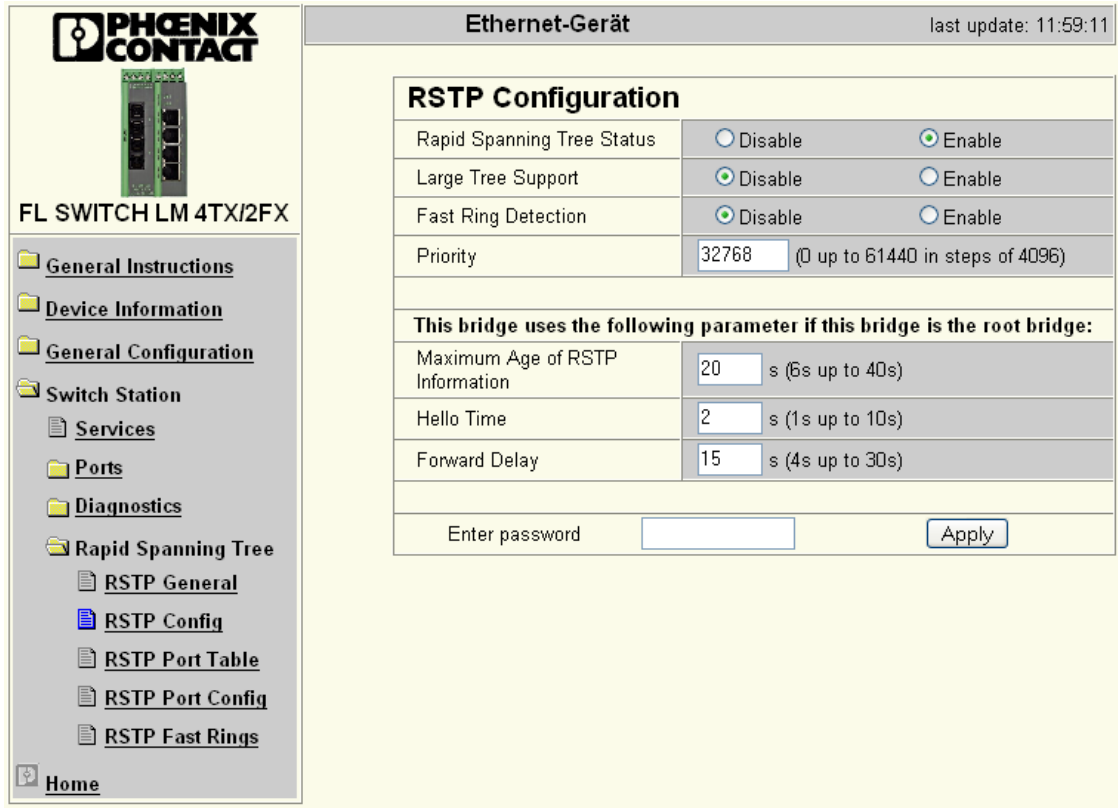 PHŒNIX
CONTACT
FL SWITCH LM 4TX/2FX
General Instructions
Device Information
General Configuration
Switch Station
Services
Ports
Diagnostics
Rapid Spanning Tree
RSTP General
RSTP Config
RSTP Port Table
RSTP Port Config
RSTP Fast Rings
Home
Ethernet-Gerät last update: 11:59:11
RSTP Configuration
Rapid Spanning Tree Status Disable Enable
Large Tree Support Disable Enable
Fast Ring Detection Disable Enable
Priority 32768 (0 up to 61440 in steps of 4096)
This bridge uses the following parameter if this bridge is the root bridge:
Maximum Age of RSTP
Information 20 s (6s up to 40s)
Hello Time 2 s (1s up to 10s)
Forward Delay 15 s (4s up to 30s)
Enter password Apply